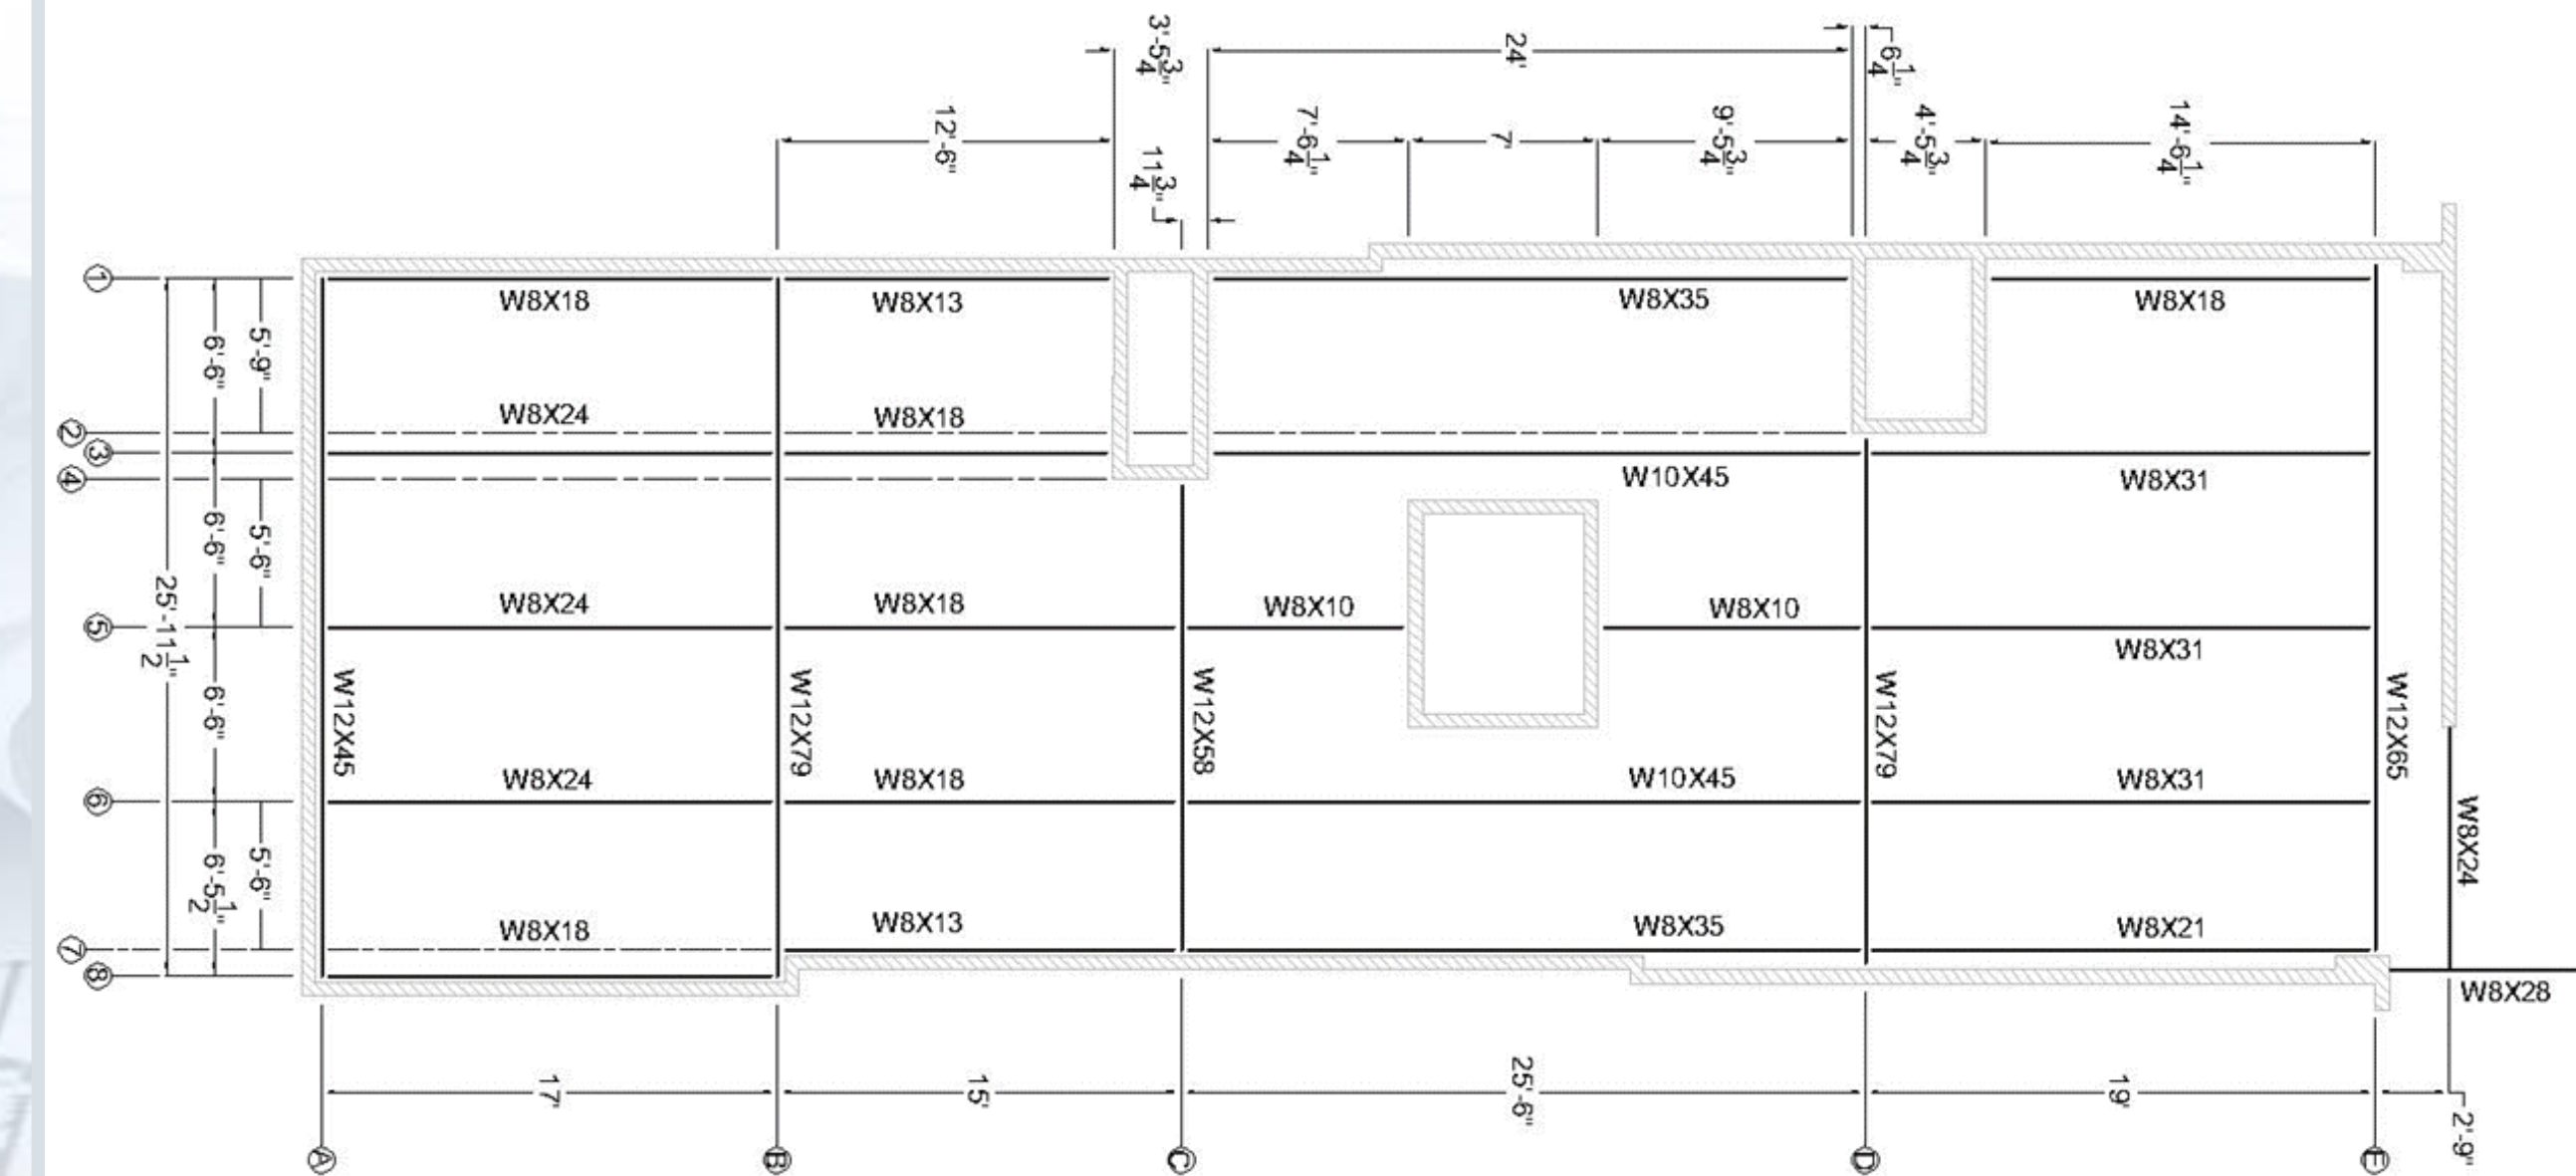 3'-5 3/4"
24'
6 1/4"
12'-6"
11 3/4"
7'-6 1/4"
7'
9'-5 3/4"
4'-5 3/4"
14'-6 1/4"
1
W8X18
W8X13
W8X35
W8X18
6'-6"
5'-9"
W8X24
W8X18
2
3
W10X45
W8X31
4
6'-6"
5'-6"
W8X24
W8X18
W8X10
W8X10
5
W8X31
25'-11 1/2"
6'-6"
W12X45
W12X79
W12X58
W12X79
W12X65
W8X24
W8X18
W10X45
W8X31
6
W8X24
6'-5 1/2"
5'-6"
W8X18
W8X13
W8X35
W8X21
7
8
W8X28
17'
15'
25'-6"
19'
2'-9"
A
B
C
D
E